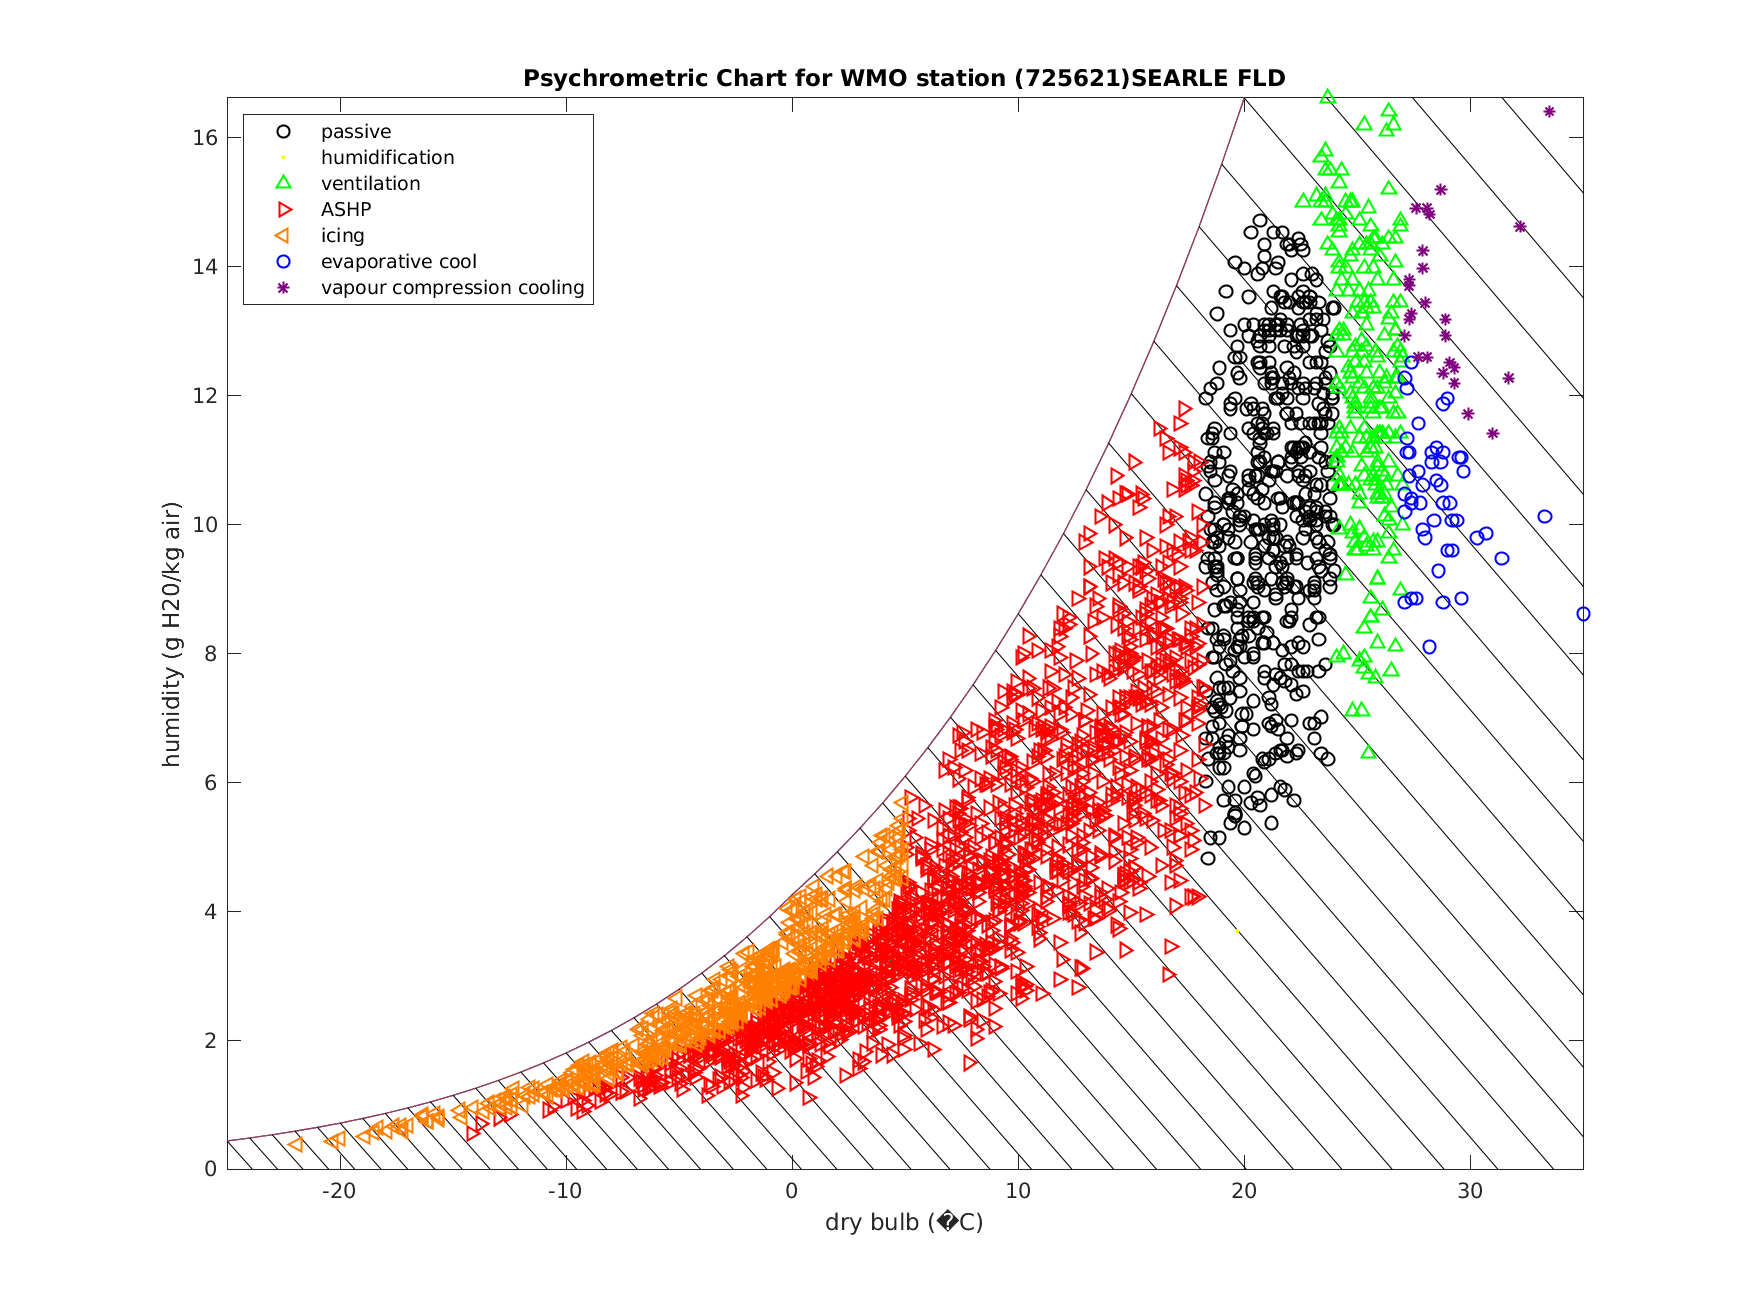 Psychrometric Chart for WMO station (725621)SEARLE FLD
passive
humidification
ventilation
ASHP
icing
evaporative cool
vapour compression cooling
humidity (g H20/kg air)
16
14
12
10
8
6
4
2
0
-20 -10 0 10 20 30
dry bulb (�C)